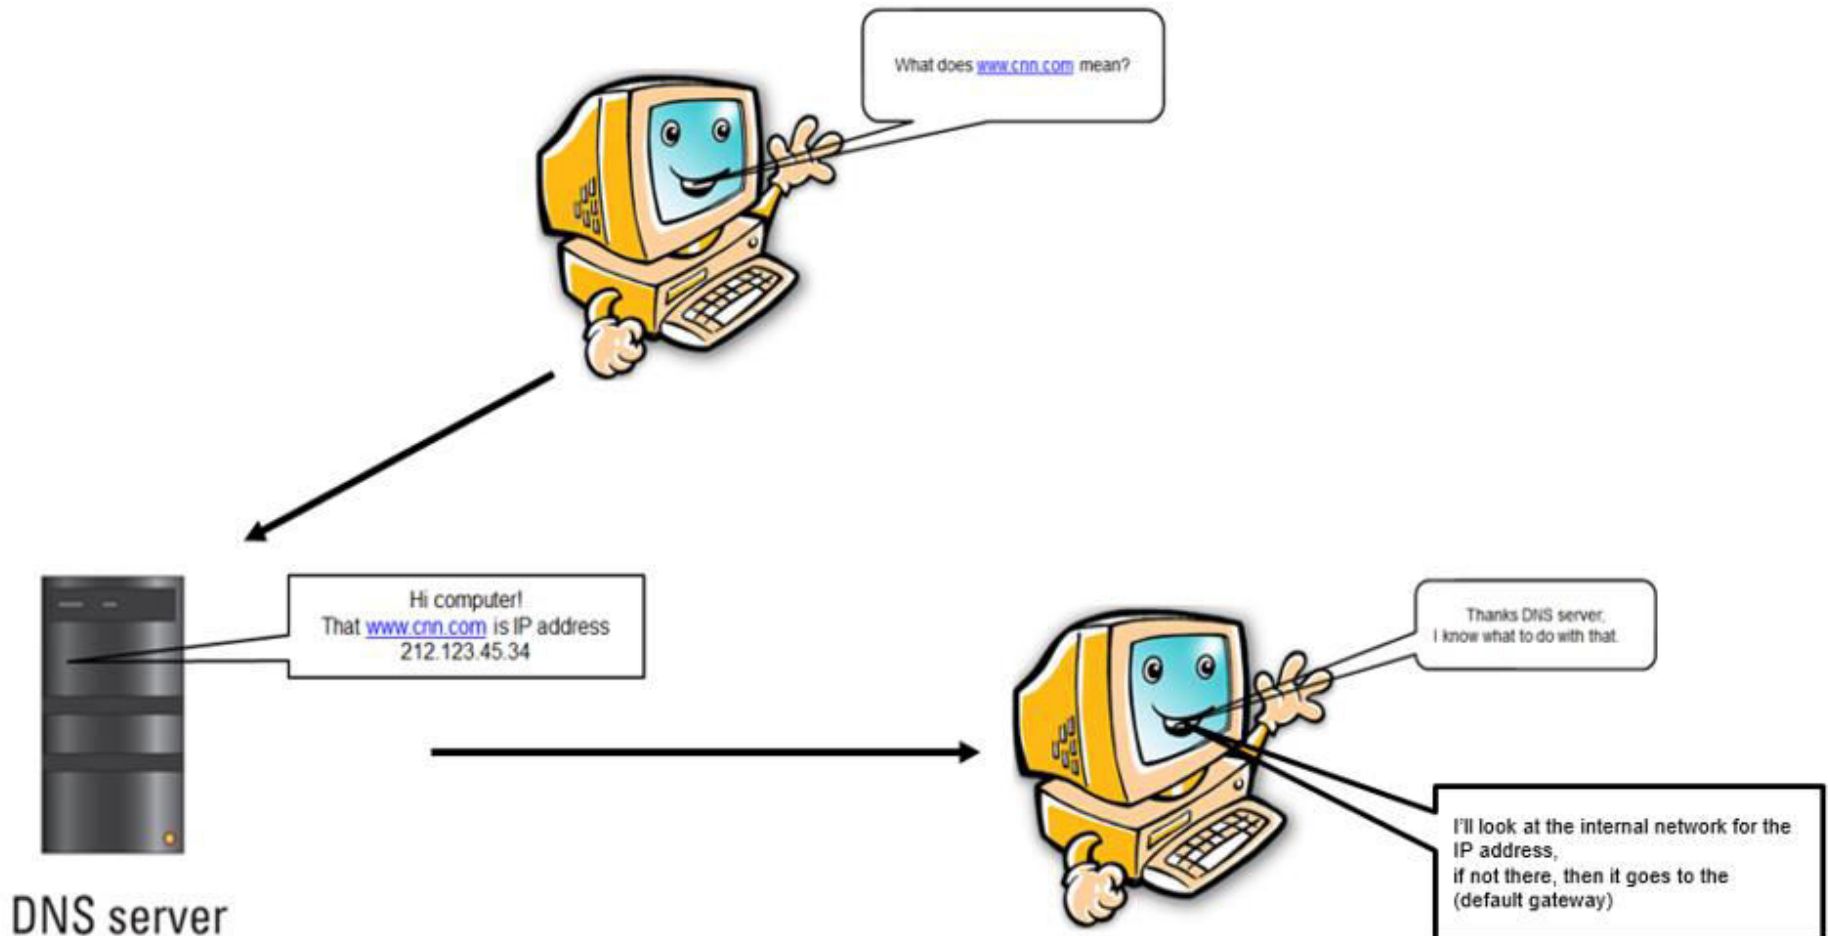 What does www.cnn.com mean?
Hi computer!
That www.cnn.com is IP address
212.123.45.34
Thanks DNS server,
I know what to do with that.
I'll look at the internal network for the
IP address,
if not there, then it goes to the
(default gateway)
DNS server